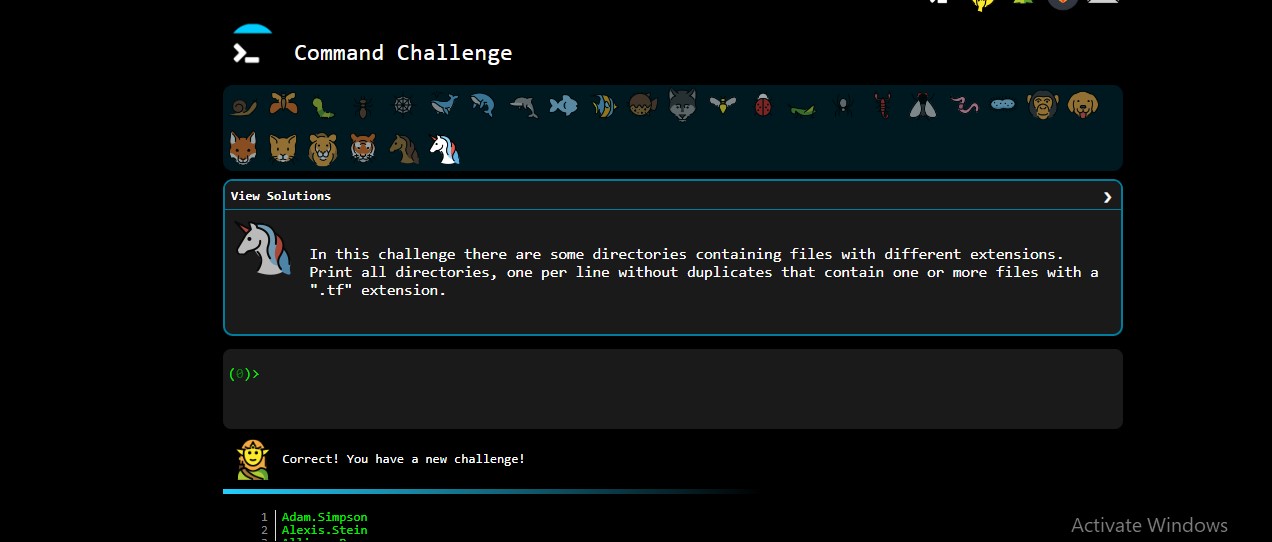 Command Challenge
View Solutions
In this challenge there are some directories containing files with different extensions.
Print all directories, one per line without duplicates that contain one or more files with a
".tf" extension.
(0)>
Correct! You have a new challenge!
1 Adam.Simpson
2 Alexis.Stein
Activate Windows